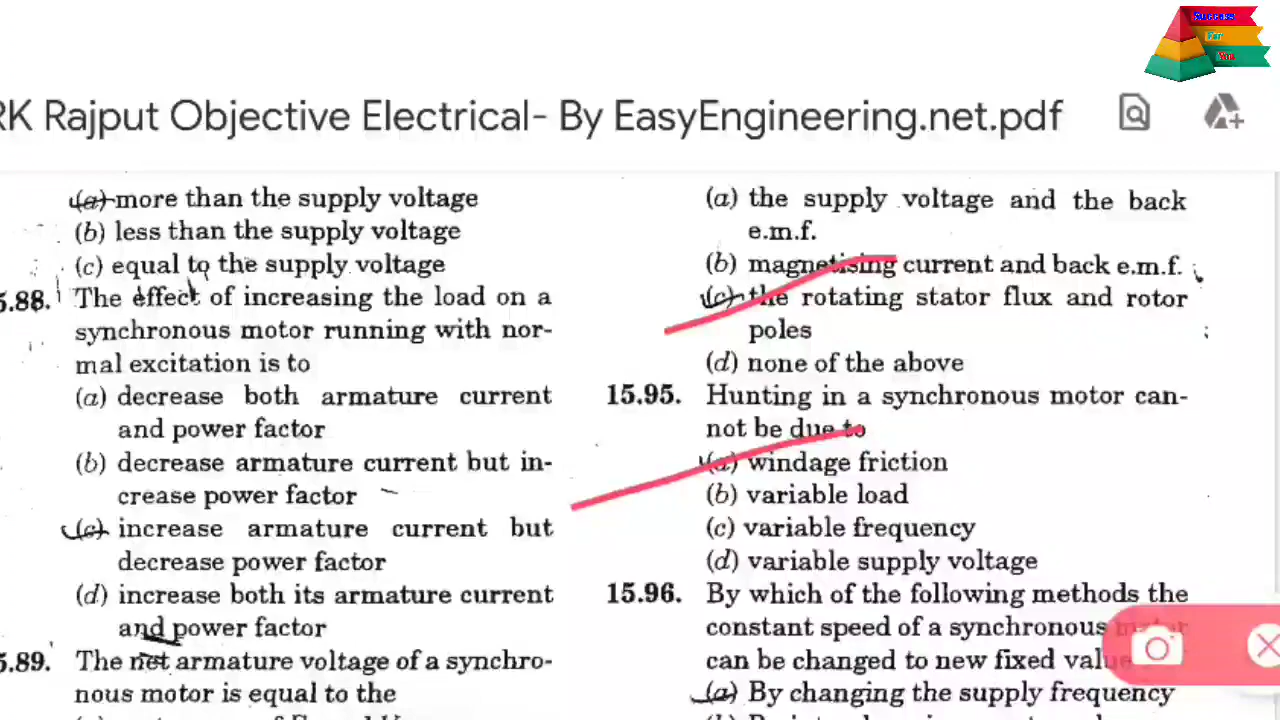 Success
For
You
RK Rajput Objective Electrical- By EasyEngineering.net.pdf
(a) more than the supply voltage
(b) less than the supply voltage
(c) equal to the supply voltage
5.88. The effect of increasing the load on a
synchronous motor running with nor-
mal excitation is to
(a) decrease both armature current
and power factor
(b) decrease armature current but in-
crease power factor
(c) increase armature current but
decrease power factor
(d) increase both its armature current
and power factor
5.89. The net armature voltage of a synchro-
nous motor is equal to the
(a) the supply voltage and the back
e.m.f.
(b) magnetising current and back e.m.f.
(c) the rotating stator flux and rotor
poles
(d) none of the above
15.95. Hunting in a synchronous motor can-
not be due to
(a) windage friction
(b) variable load
(c) variable frequency
(d) variable supply voltage
15.96. By which of the following methods the
constant speed of a synchronous
can be changed to new fixed
(a) By changing the supply frequency